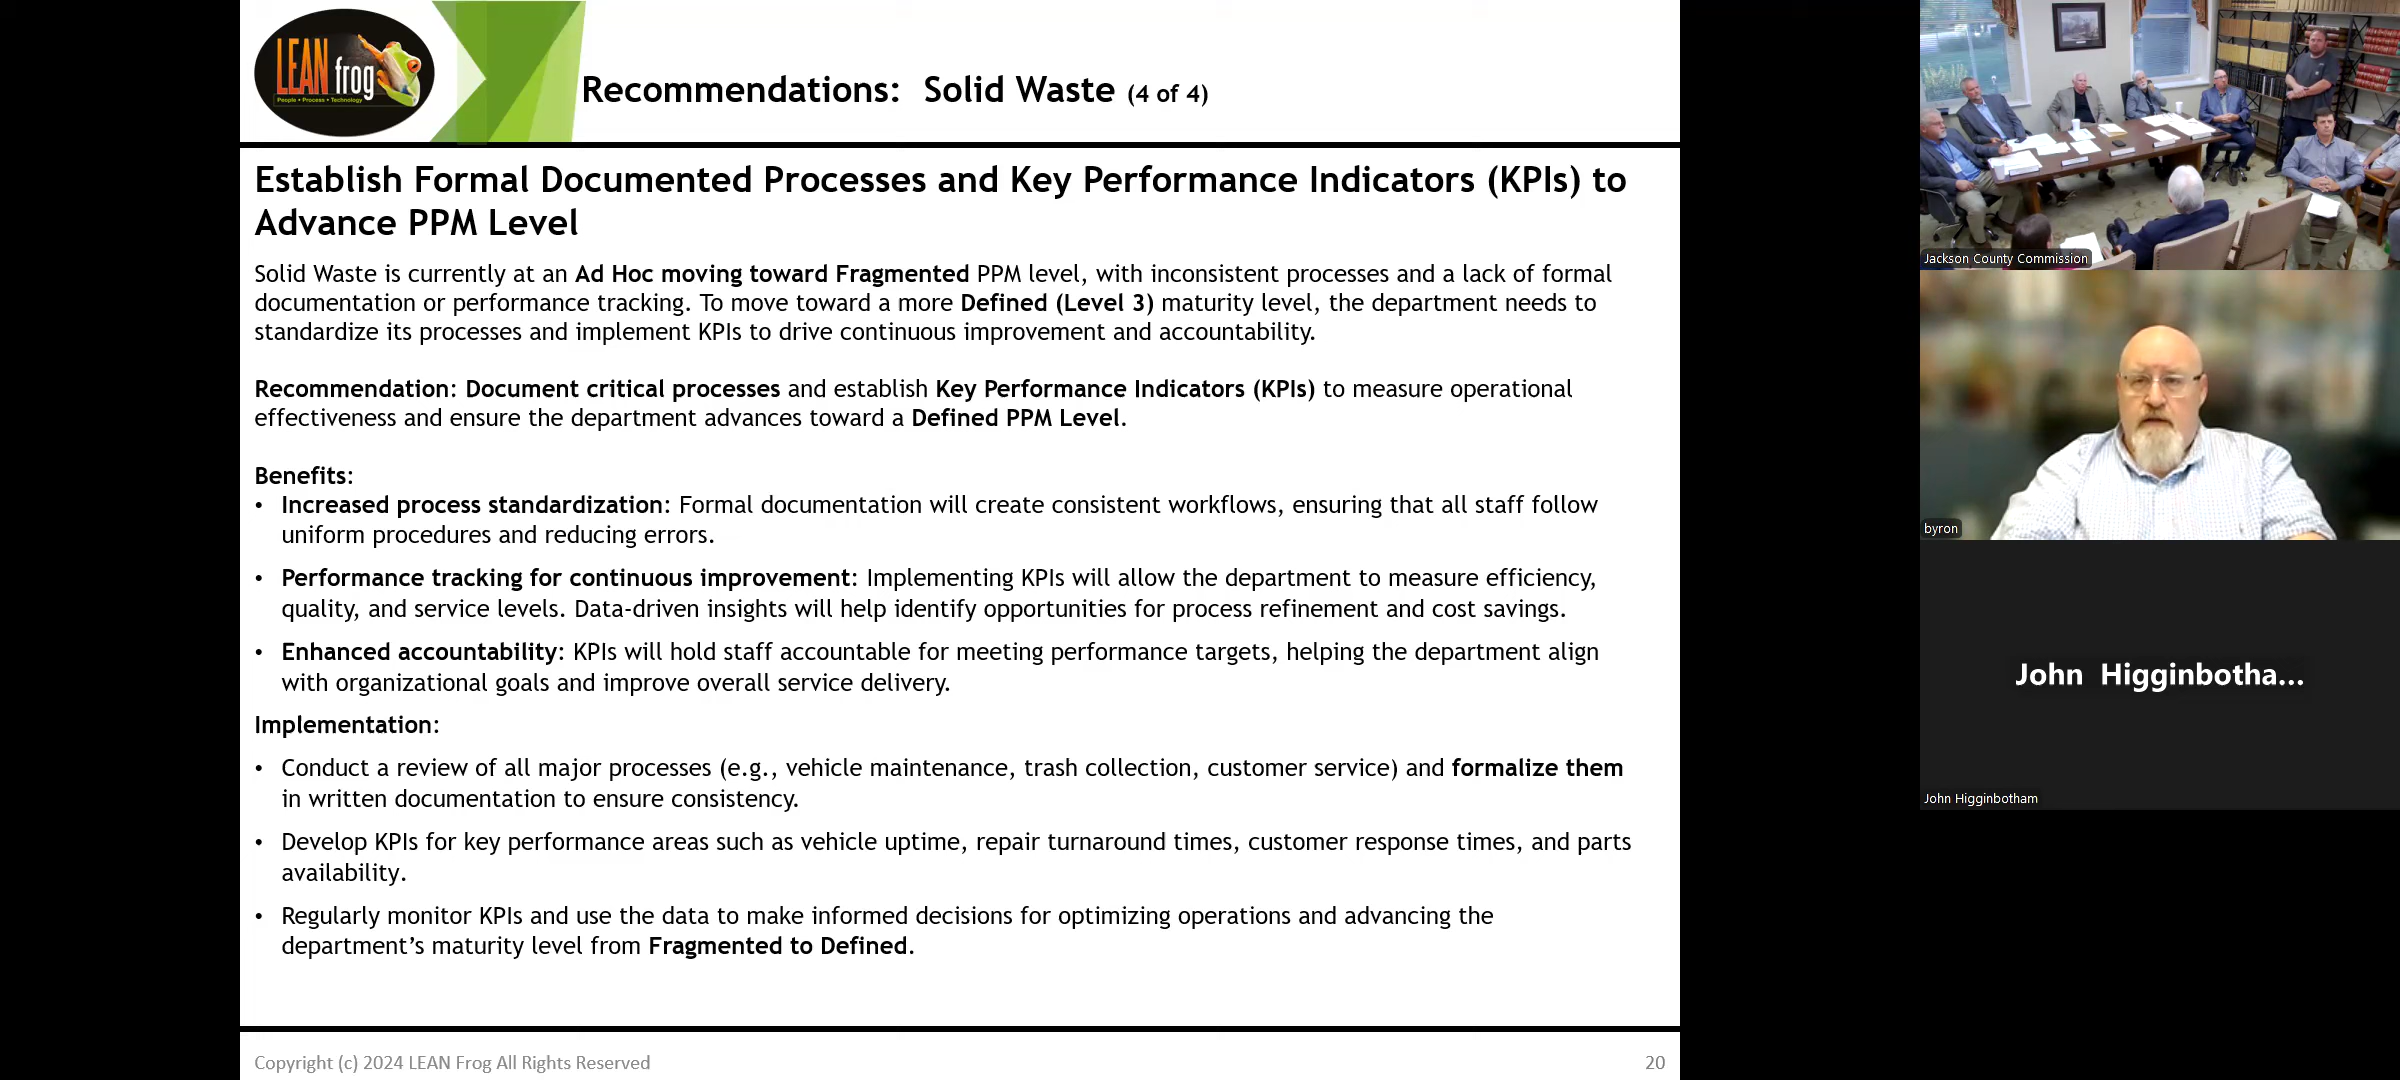 LEAN frog
People • Process • Technology
Recommendations:  Solid Waste (4 of 4)
Establish Formal Documented Processes and Key Performance Indicators (KPIs) to
Advance PPM Level
Solid Waste is currently at an Ad Hoc moving toward Fragmented PPM level, with inconsistent processes and a lack of formal
documentation or performance tracking. To move toward a more Defined (Level 3) maturity level, the department needs to
standardize its processes and implement KPIs to drive continuous improvement and accountability.
Recommendation: Document critical processes and establish Key Performance Indicators (KPIs) to measure operational
effectiveness and ensure the department advances toward a Defined PPM Level.
Benefits:
• Increased process standardization: Formal documentation will create consistent workflows, ensuring that all staff follow
uniform procedures and reducing errors.
• Performance tracking for continuous improvement: Implementing KPIs will allow the department to measure efficiency,
quality, and service levels. Data-driven insights will help identify opportunities for process refinement and cost savings.
• Enhanced accountability: KPIs will hold staff accountable for meeting performance targets, helping the department align
with organizational goals and improve overall service delivery.
Implementation:
• Conduct a review of all major processes (e.g., vehicle maintenance, trash collection, customer service) and formalize them
in written documentation to ensure consistency.
• Develop KPIs for key performance areas such as vehicle uptime, repair turnaround times, customer response times, and parts
availability.
• Regularly monitor KPIs and use the data to make informed decisions for optimizing operations and advancing the
department’s maturity level from Fragmented to Defined.
Copyright (c) 2024 LEAN Frog All Rights Reserved
20
Jackson County Commission
byron
John  Higginbotha...
John Higginbotham